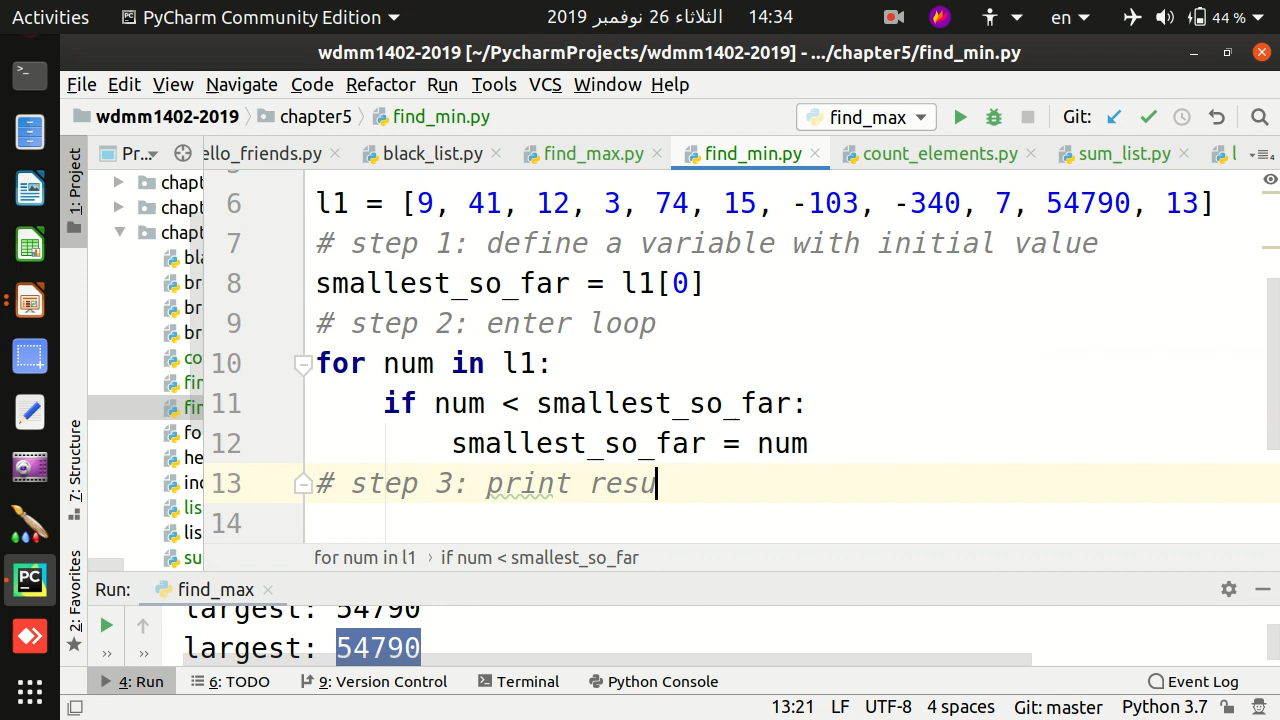 Activities PyCharm Community Edition 14:34 الثلاثاء 26 نوفمبر 2019 en 44 %
wdmm1402-2019 [~/PycharmProjects/wdmm1402-2019] - .../chapter5/find_min.py
File Edit View Navigate Code Refactor Run Tools VCS Window Help
wdmm1402-2019 chapter5 find_min.py find_max Git:
1: Project Pr... ello_friends.py black_list.py find_max.py find_min.py count_elements.py sum_list.py l 4
chapt
chapt
chapt
bla
br
br
br
co
fin
fin
fo
he
ind
lis
lis
su
6 l1 = [9, 41, 12, 3, 74, 15, -103, -340, 7, 54790, 13]
7 # step 1: define a variable with initial value
8 smallest_so_far = l1[0]
9 # step 2: enter loop
10 for num in l1:
11 if num < smallest_so_far:
12 smallest_so_far = num
13 # step 3: print resu
14
for num in l1 › if num < smallest_so_far
7: Structure
2: Favorites
Run: find_max
largest: 54790
largest: 54790
4: Run 6: TODO 9: Version Control Terminal Python Console Event Log
13:21 LF UTF-8 4 spaces Git: master Python 3.7